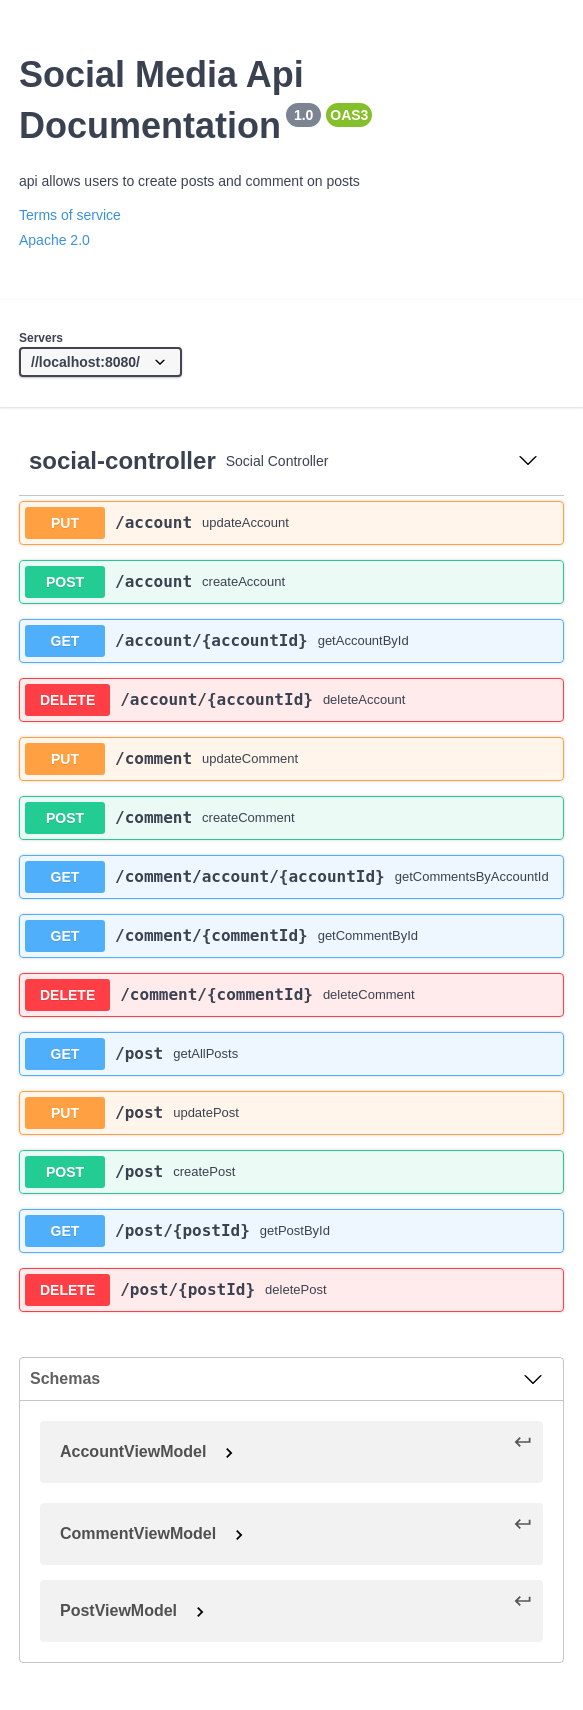 Social Media Api
Documentation 1.0 OAS3
api allows users to create posts and comment on posts
Terms of service
Apache 2.0
Servers
//localhost:8080/
social-controller Social Controller
PUT /account updateAccount
POST /account createAccount
GET /account/{accountId} getAccountById
DELETE /account/{accountId} deleteAccount
PUT /comment updateComment
POST /comment createComment
GET /comment/account/{accountId} getCommentsByAccountId
GET /comment/{commentId} getCommentById
DELETE /comment/{commentId} deleteComment
GET /post getAllPosts
PUT /post updatePost
POST /post createPost
GET /post/{postId} getPostById
DELETE /post/{postId} deletePost
Schemas
AccountViewModel
CommentViewModel
PostViewModel